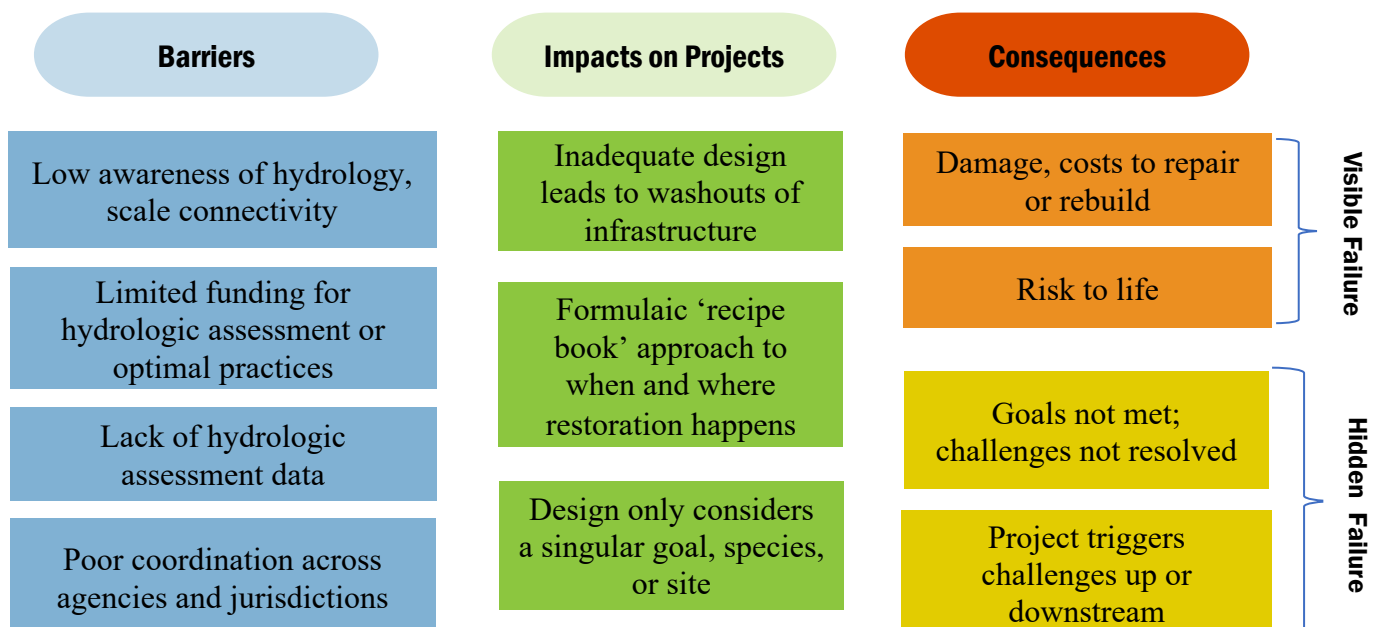 Barriers
Low awareness of hydrology,
scale connectivity
Limited funding for
hydrologic assessment or
optimal practices
Lack of hydrologic
assessment data
Poor coordination across
agencies and jurisdictions
Impacts on Projects
Inadequate design
leads to washouts of
infrastructure
Formulaic ‘recipe
book’ approach to
when and where
restoration happens
Design only considers
a singular goal, species,
or site
Consequences
Damage, costs to repair
or rebuild
Risk to life
Visible Failure
Goals not met;
challenges not resolved
Project triggers
challenges up or
downstream
Hidden Failure